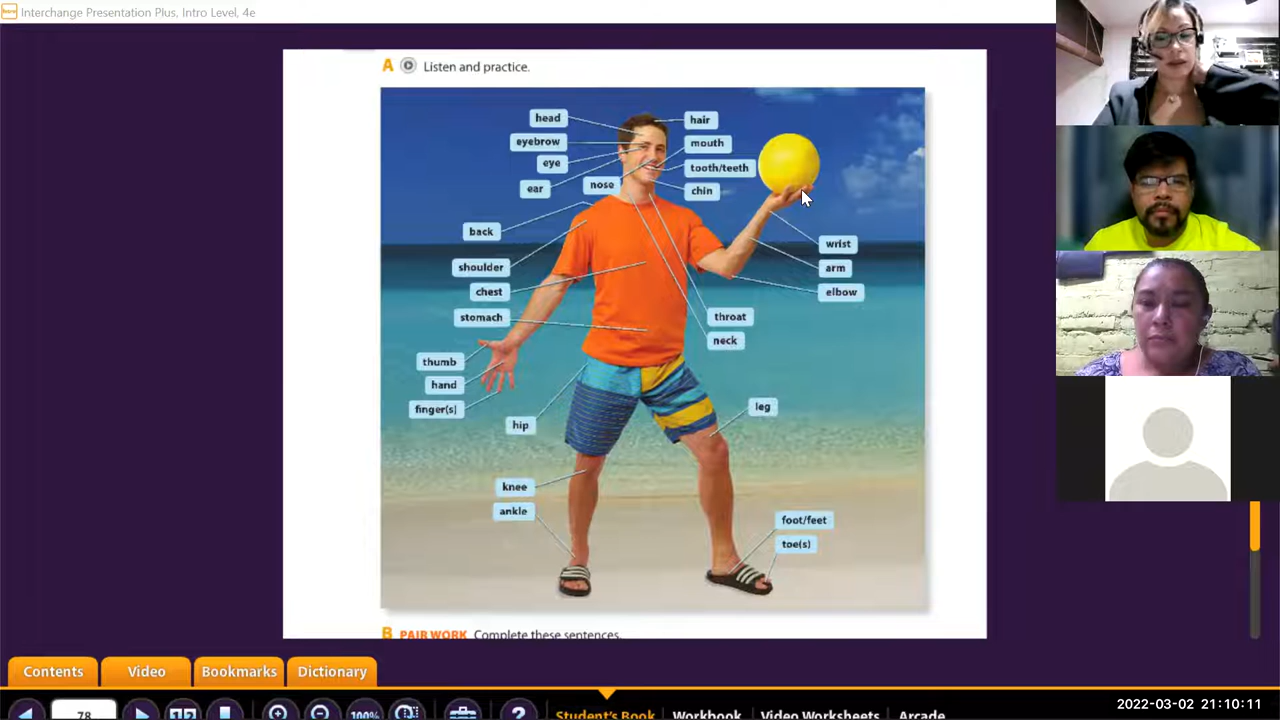 Interchange Presentation Plus, Intro Level, 4e
A Listen and practice.
head
hair
eyebrow
mouth
eye
tooth/teeth
ear
nose
chin
back
wrist
shoulder
arm
chest
elbow
stomach
throat
neck
thumb
hand
finger(s)
leg
hip
knee
ankle
foot/feet
toe(s)
B PAIR WORK Complete these sentences.
Contents
Video
Bookmarks
Dictionary
78
100%
?
Student's Book
Workbook
Video Worksheets
Arcade
2022-03-02 21:10:11